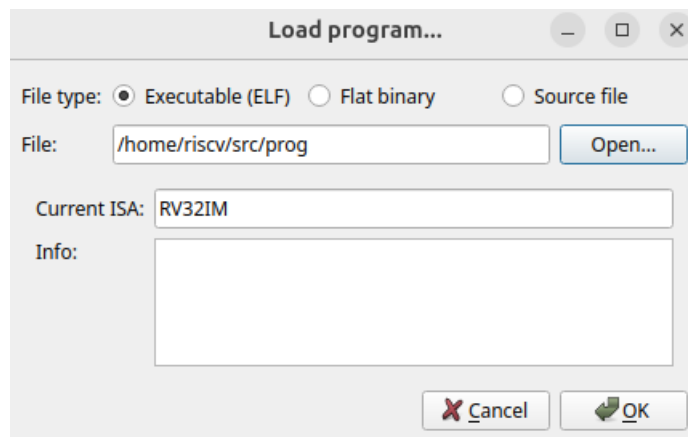 Load program...
File type: Executable (ELF) Flat binary Source file
File: /home/riscv/src/prog Open...
Current ISA: RV32IM
Info:
Cancel OK